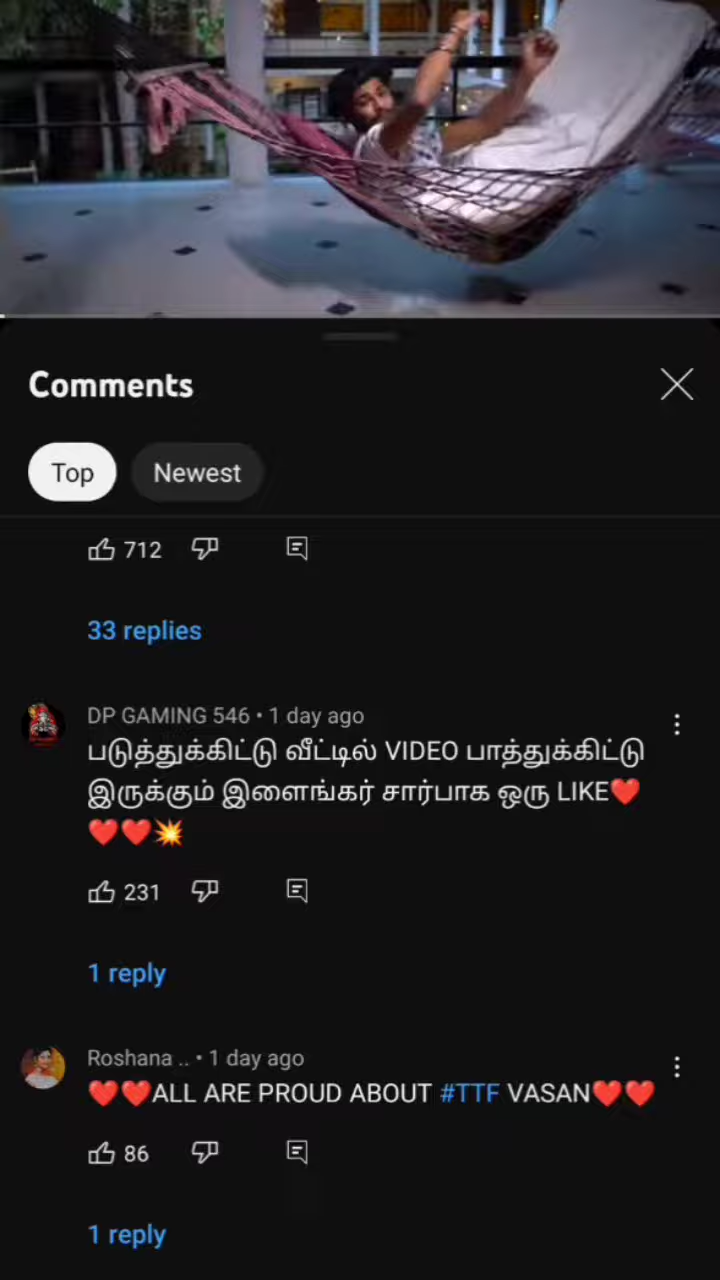 Comments
Top Newest
712
33 replies
DP GAMING 546 • 1 day ago
படுத்துக்கிட்டு வீட்டில் VIDEO பாத்துக்கிட்டு
இருக்கும் இளைங்கர் சார்பாக ஒரு LIKE❤️
❤️❤️💥
231
1 reply
Roshana .. • 1 day ago
❤️❤️ALL ARE PROUD ABOUT #TTF VASAN❤️❤️
86
1 reply